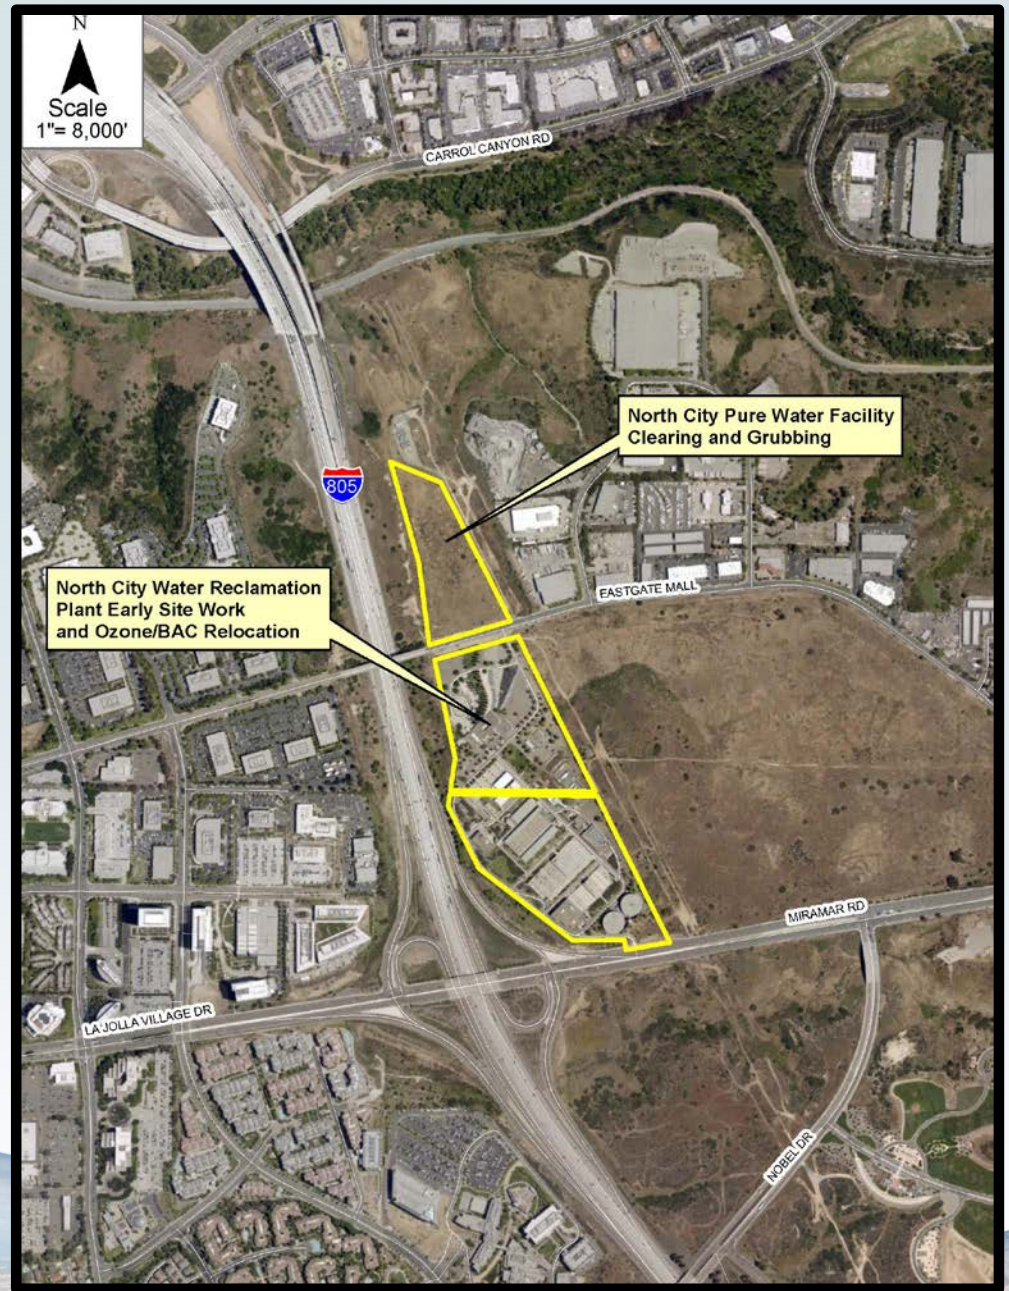 N
Scale
1"= 8,000'
CARROL CANYON RD
North City Pure Water Facility
Clearing and Grubbing
805
EASTGATE MALL
North City Water Reclamation
Plant Early Site Work
and Ozone/BAC Relocation
MIRAMAR RD
LA JOLLA VILLAGE DR
NOBEL DR